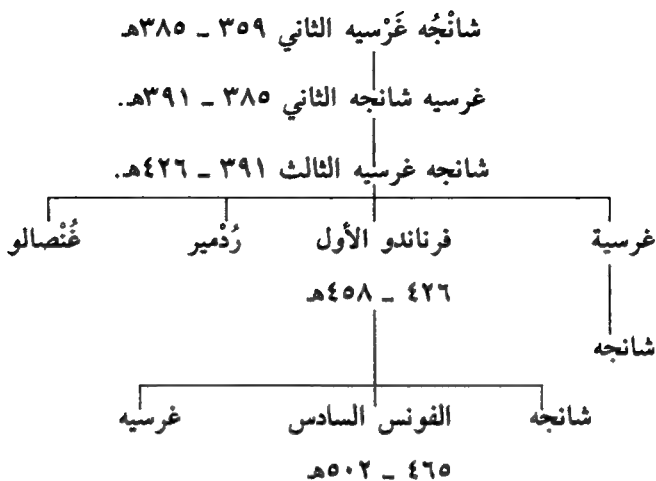 شانْجُه غَرْسيه الثاني ٣٥٩ ـ ٣٨٥هـ
غرسيه شانجه الثاني ٣٨٥ ـ ٣٩١هـ.
شانجه غرسيه الثالث ٣٩١ ـ ٤٢٦هـ.
غرسية فرناندو الأول رُدْمير غُنْصالو
٤٢٦ ـ ٤٥٨هـ
شانجه
شانجه الفونس السادس غرسيه
٤٦٥ ـ ٥٠٢هـ